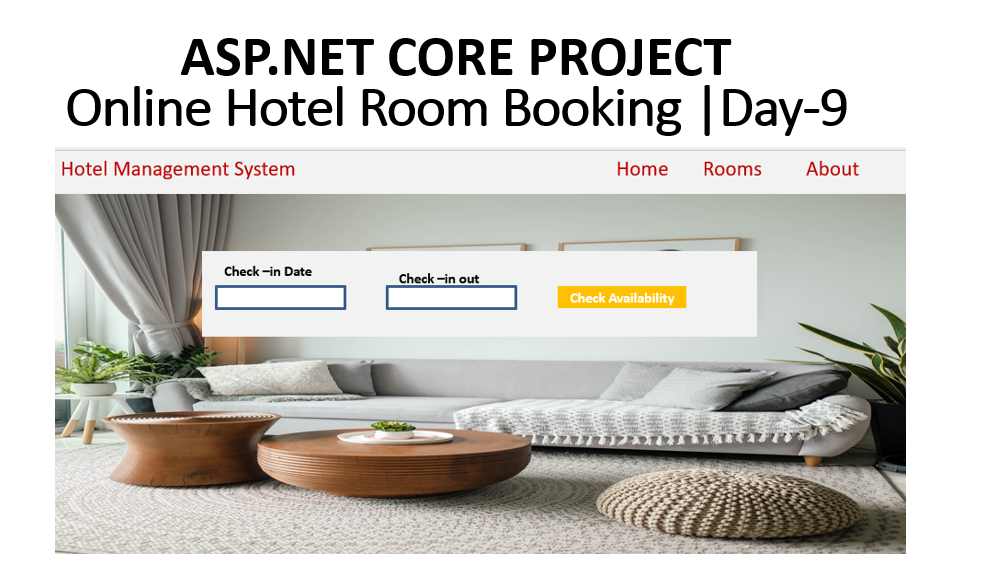 ASP.NET CORE PROJECT
Online Hotel Room Booking |Day-9
Hotel Management System Home Rooms About
Check –in Date
Check –in out
Check Availability